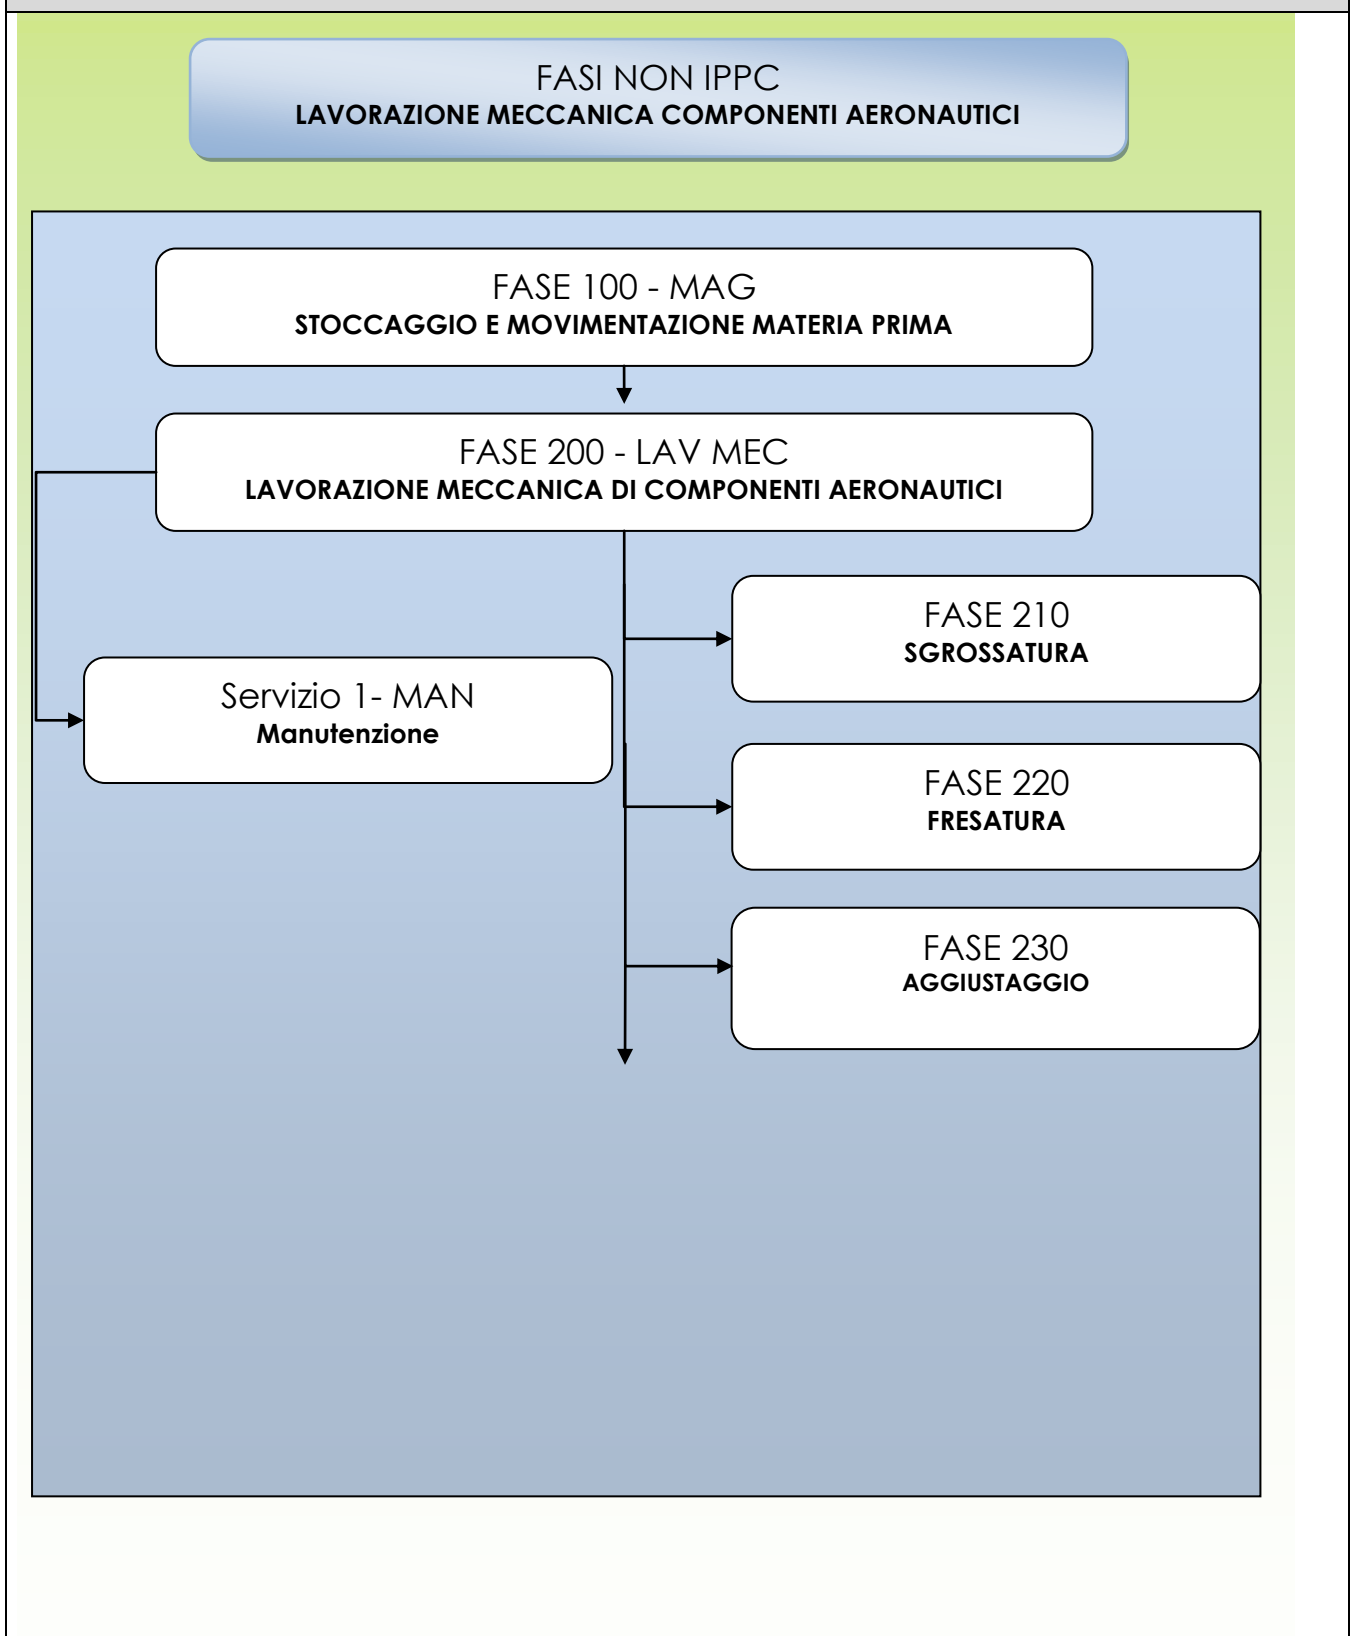 FASI NON IPPC
LAVORAZIONE MECCANICA COMPONENTI AERONAUTICI
FASE 100 - MAG
STOCCAGGIO E MOVIMENTAZIONE MATERIA PRIMA
FASE 200 - LAV MEC
LAVORAZIONE MECCANICA DI COMPONENTI AERONAUTICI
FASE 210
SGROSSATURA
Servizio 1- MAN
Manutenzione
FASE 220
FRESATURA
FASE 230
AGGIUSTAGGIO